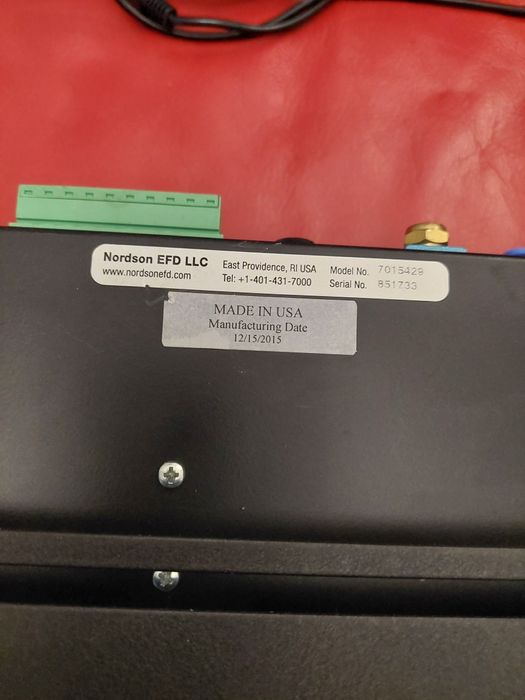 Nordson EFD LLC
www.nordsonefd.com
East Providence, RI USA
Tel: +1-401-431-7000
Model No. 7015429
Serial No. 851733
MADE IN USA
Manufacturing Date
12/15/2015